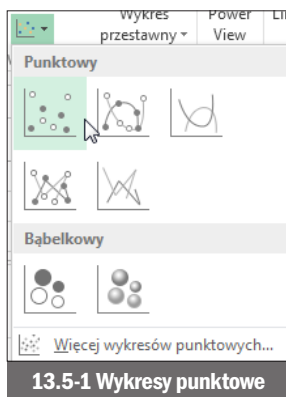 Wykres Power
przestawny View
Punktowy
Bąbelkowy
Więcej wykresów punktowych...
13.5-1 Wykresy punktowe